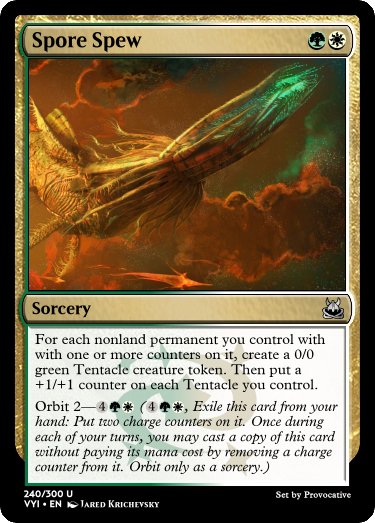 Spore Spew
Sorcery
For each nonland permanent you control with
with one or more counters on it, create a 0/0
green Tentacle creature token. Then put a
+1/+1 counter on each Tentacle you control.
Orbit 2—4 ( 4 , Exile this card from your
hand: Put two charge counters on it. Once during
each of your turns, you may cast a copy of this card
without paying its mana cost by removing a charge
counter from it. Orbit only as a sorcery.)
240/300 U
VYI • EN Jared Krichevsky
Set by Provocative